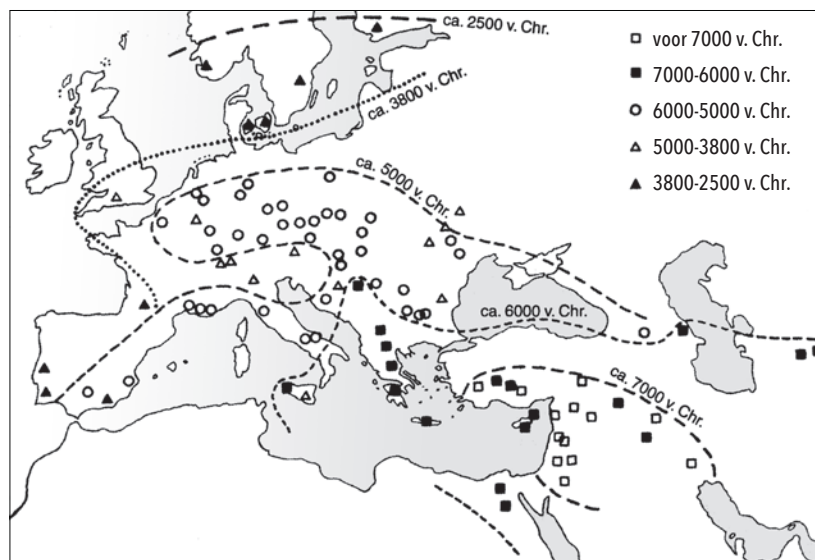 ca. 2500 v. Chr.
ca. 3800 v. Chr.
ca. 5000 v. Chr.
ca. 6000 v. Chr.
ca. 7000 v. Chr.
voor 7000 v. Chr.
7000-6000 v. Chr.
6000-5000 v. Chr.
5000-3800 v. Chr.
3800-2500 v. Chr.